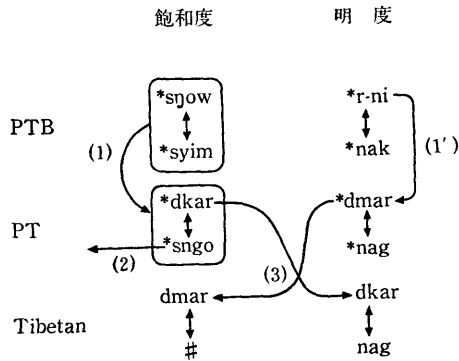 飽和度 明度
*sŋow *r-ni
PTB (1) *syim *nak (1′)
*dkar *dmar
PT *sngo *nag
(2) (3)
dmar dkar
Tibetan # nag